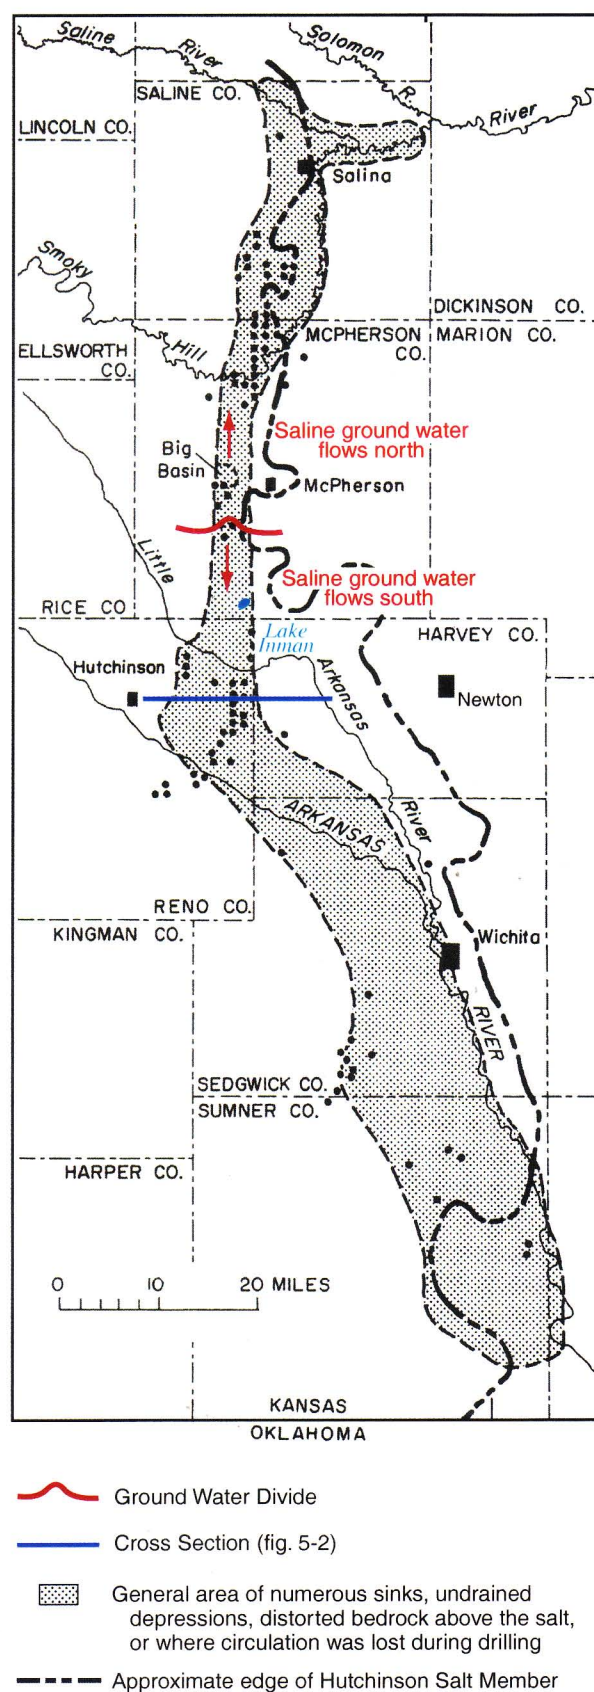 Saline
River
Solomon
R.
River
SALINE CO.
LINCOLN CO.
Salina
Smoky
Hill
DICKINSON CO.
MCPHERSON
CO.
MARION CO.
ELLSWORTH
CO.
Saline ground water
flows north
Big
Basin
McPherson
Little
Saline ground water
flows south
RICE CO
Lake
Inman
HARVEY CO.
Hutchinson
Arkansas
River
Newton
ARKANSAS
RIVER
RENO CO.
KINGMAN CO.
Wichita
SEDGWICK CO.
SUMNER CO.
HARPER CO.
0 10 20 MILES
KANSAS
OKLAHOMA
Ground Water Divide
Cross Section (fig. 5-2)
General area of numerous sinks, undrained
depressions, distorted bedrock above the salt,
or where circulation was lost during drilling
Approximate edge of Hutchinson Salt Member